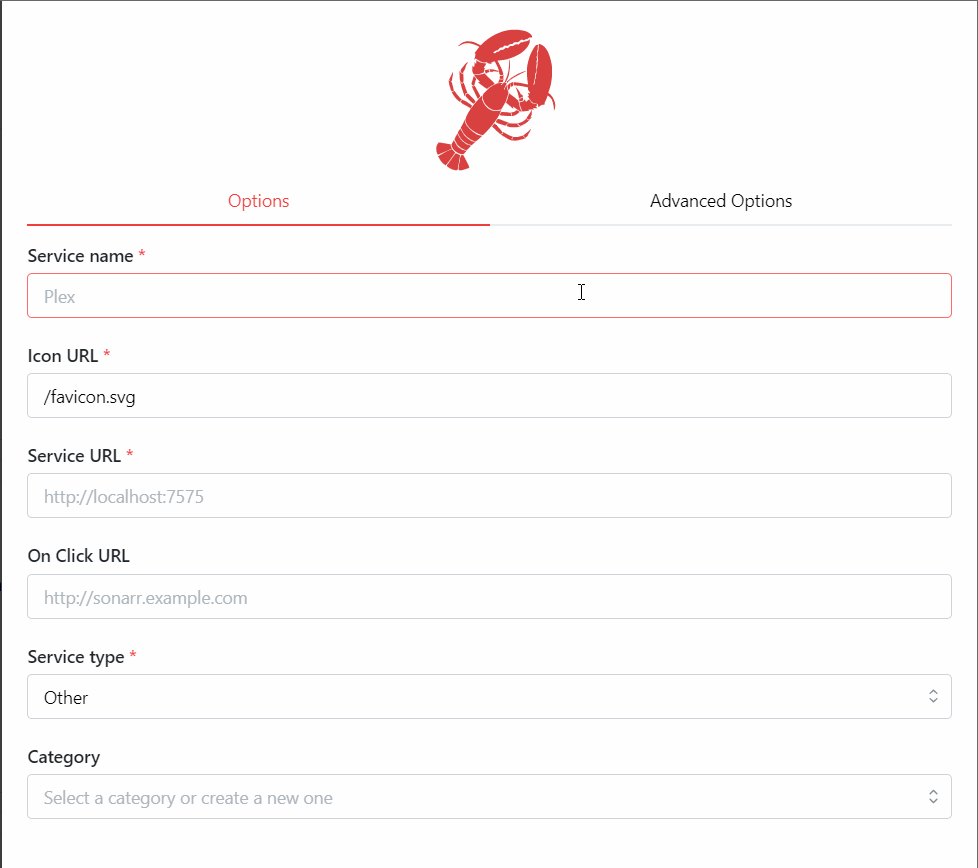 Options
Advanced Options
Service name *
Plex
Icon URL *
/favicon.svg
Service URL *
http://localhost:7575
On Click URL
http://sonarr.example.com
Service type *
Other
Category
Select a category or create a new one